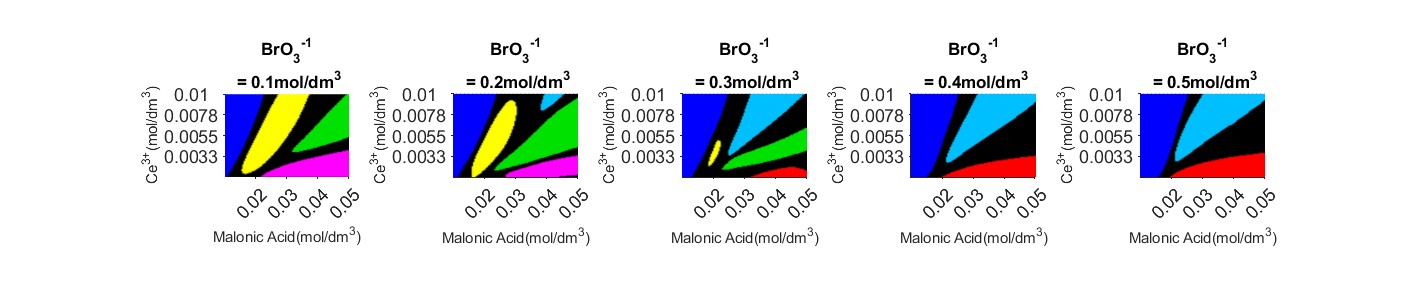 BrO₃⁻¹
= 0.1mol/dm³
BrO₃⁻¹
= 0.2mol/dm³
BrO₃⁻¹
= 0.3mol/dm³
BrO₃⁻¹
= 0.4mol/dm³
BrO₃⁻¹
= 0.5mol/dm³
Ce³⁺(mol/dm³)
0.01
0.0078
0.0055
0.0033
0.02
0.03
0.04
0.05
Malonic Acid(mol/dm³)
Ce³⁺(mol/dm³)
0.01
0.0078
0.0055
0.0033
0.02
0.03
0.04
0.05
Malonic Acid(mol/dm³)
Ce³⁺(mol/dm³)
0.01
0.0078
0.0055
0.0033
0.02
0.03
0.04
0.05
Malonic Acid(mol/dm³)
Ce³⁺(mol/dm³)
0.01
0.0078
0.0055
0.0033
0.02
0.03
0.04
0.05
Malonic Acid(mol/dm³)
Ce³⁺(mol/dm³)
0.01
0.0078
0.0055
0.0033
0.02
0.03
0.04
0.05
Malonic Acid(mol/dm³)